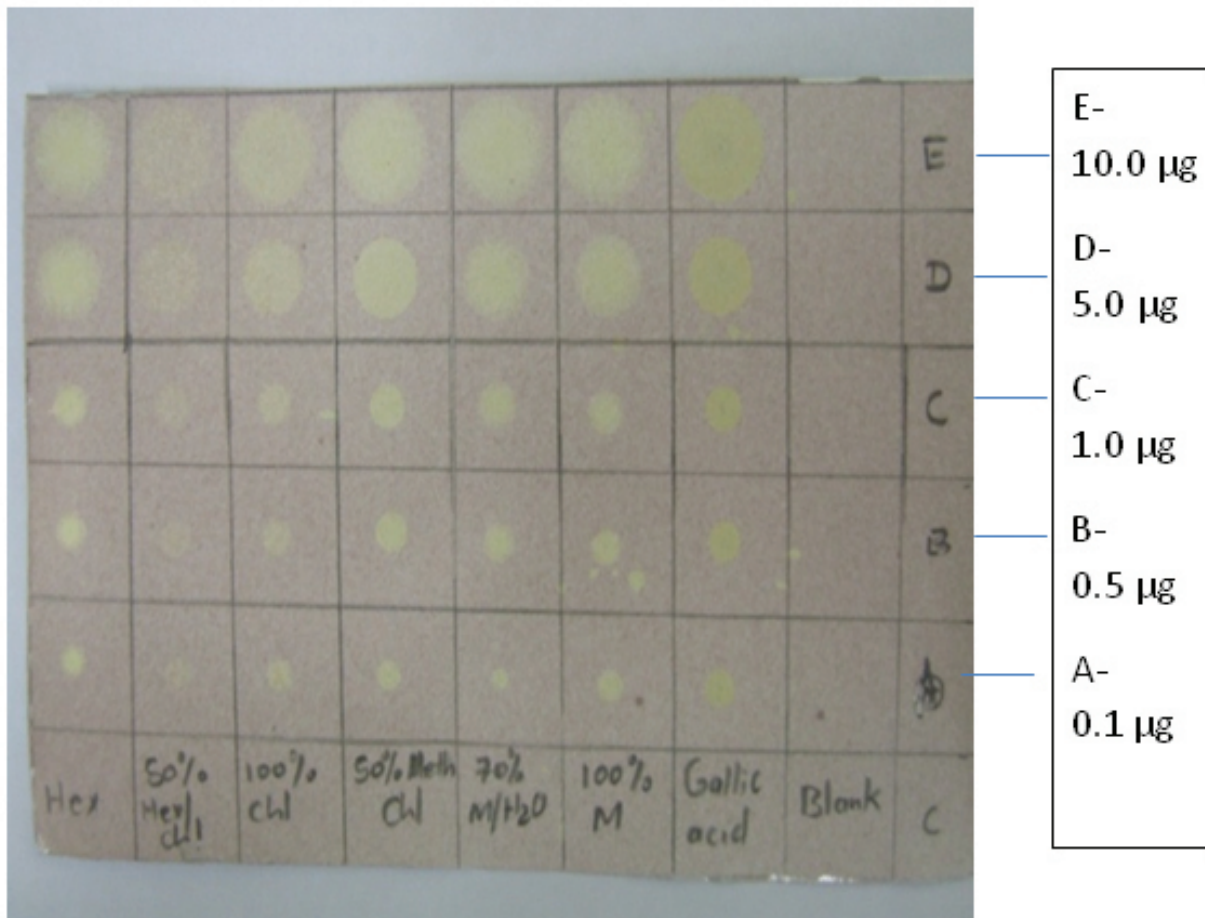 E
D
C
B
Hex
50%
Hex/
Chl
100%
Chl
50% Meth
Chl
70%
M/H2O
100%
M
Gallic
acid
Blank
C
E-
10.0 µg
D-
5.0 µg
C-
1.0 µg
B-
0.5 µg
A-
0.1 µg